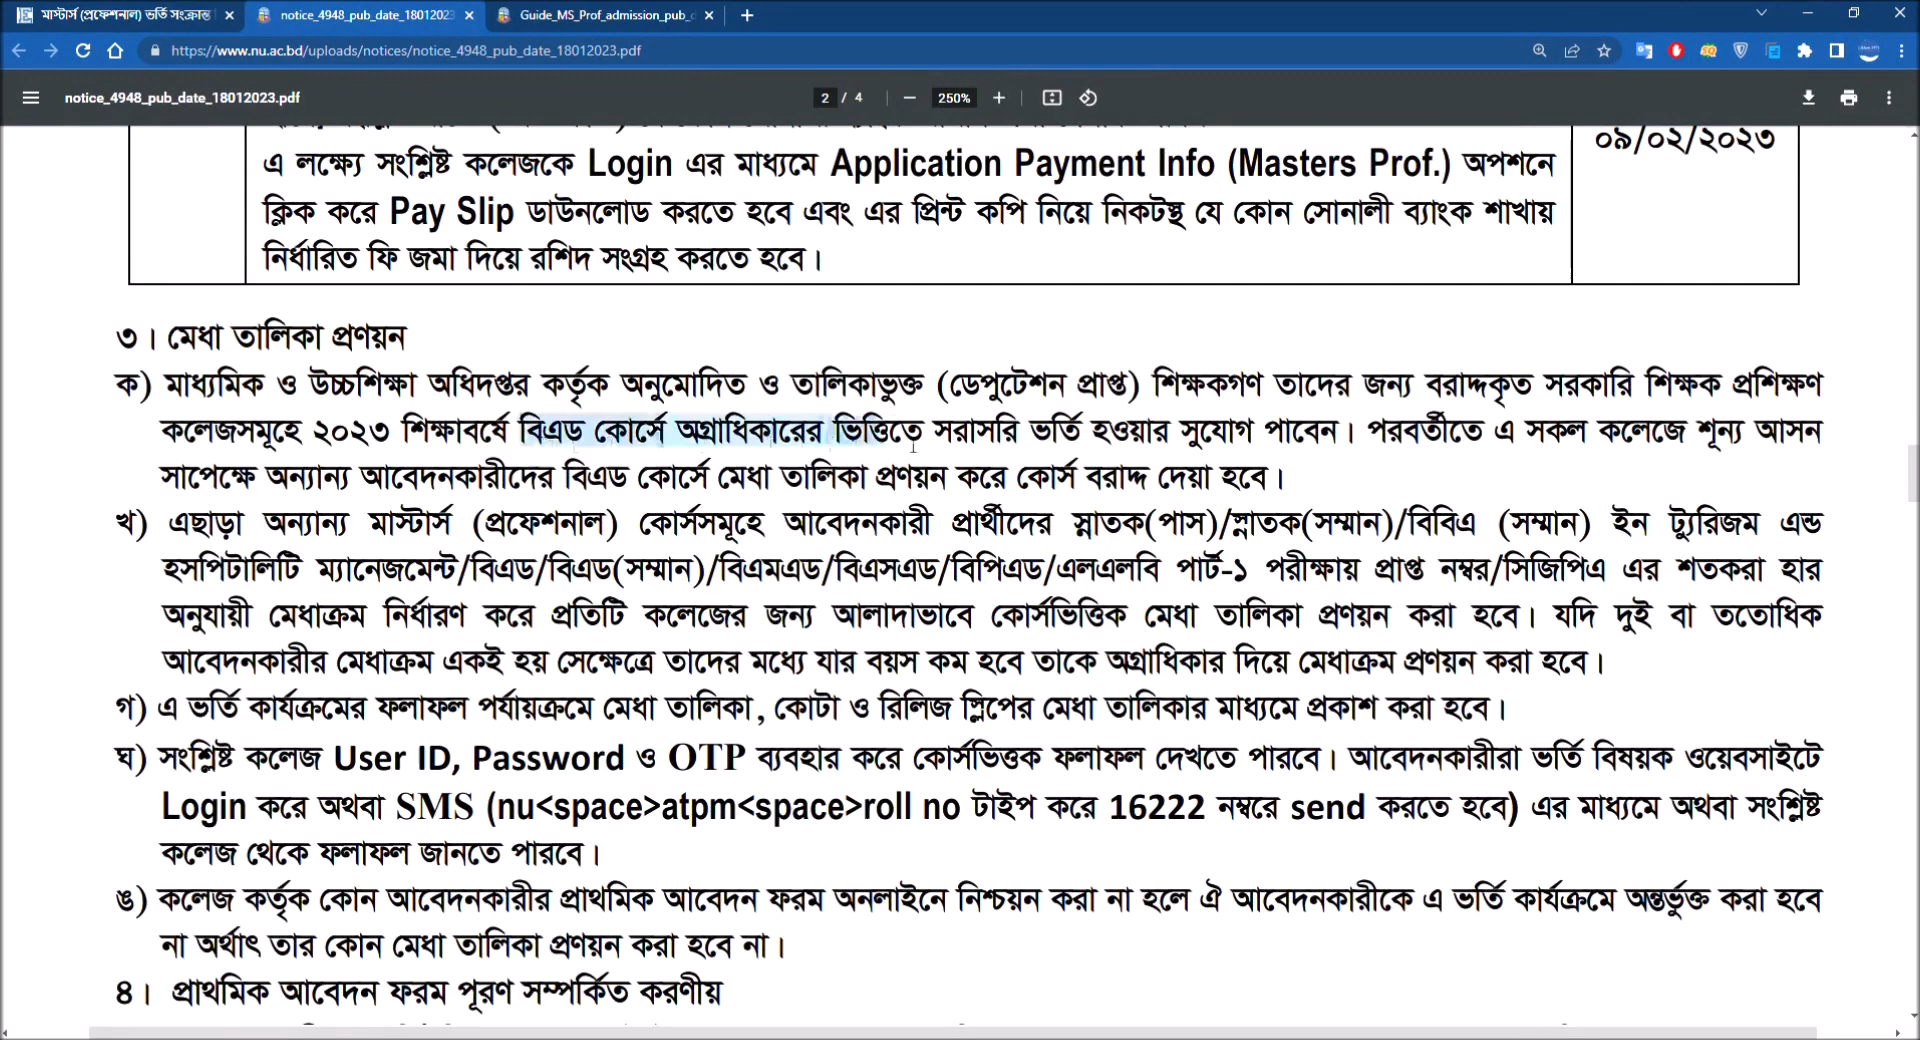 মাস্টার্স (প্রফেশনাল) ভর্তি সংক্রান্ত
notice_4948_pub_date_18012023
Guide_MS_Prof_admission_pub_
https://www.nu.ac.bd/uploads/notices/notice_4948_pub_date_18012023.pdf
notice_4948_pub_date_18012023.pdf
2 / 4
250%
০৯/০২/২০২৩
এ লক্ষ্যে সংশ্লিষ্ট কলেজকে Login এর মাধ্যমে Application Payment Info (Masters Prof.) অপশনে
ক্লিক করে Pay Slip ডাউনলোড করতে হবে এবং এর প্রিন্ট কপি নিয়ে নিকটস্থ যে কোন সোনালী ব্যাংক শাখায়
নির্ধারিত ফি জমা দিয়ে রশিদ সংগ্রহ করতে হবে।
৩। মেধা তালিকা প্রণয়ন
ক) মাধ্যমিক ও উচ্চশিক্ষা অধিদপ্তর কর্তৃক অনুমোদিত ও তালিকাভুক্ত (ডেপুটেশন প্রাপ্ত) শিক্ষকগণ তাদের জন্য বরাদ্দকৃত সরকারি শিক্ষক প্রশিক্ষণ
কলেজসমূহে ২০২৩ শিক্ষাবর্ষে বিএড কোর্সে অগ্রাধিকারের ভিত্তিতে সরাসরি ভর্তি হওয়ার সুযোগ পাবেন। পরবর্তীতে এ সকল কলেজে শূন্য আসন
সাপেক্ষে অন্যান্য আবেদনকারীদের বিএড কোর্সে মেধা তালিকা প্রণয়ন করে কোর্স বরাদ্দ দেয়া হবে।
খ) এছাড়া অন্যান্য মাস্টার্স (প্রফেশনাল) কোর্সসমূহে আবেদনকারী প্রার্থীদের স্নাতক(পাস)/স্নাতক(সম্মান)/বিবিএ (সম্মান) ইন ট্যুরিজম এন্ড
হসপিটালিটি ম্যানেজমেন্ট/বিএড/বিএড(সম্মান)/বিএমএড/বিএসএড/বিপিএড/এলএলবি পার্ট-১ পরীক্ষায় প্রাপ্ত নম্বর/সিজিপিএ এর শতকরা হার
অনুযায়ী মেধাক্রম নির্ধারণ করে প্রতিটি কলেজের জন্য আলাদাভাবে কোর্সভিত্তিক মেধা তালিকা প্রণয়ন করা হবে। যদি দুই বা ততোধিক
আবেদনকারীর মেধাক্রম একই হয় সেক্ষেত্রে তাদের মধ্যে যার বয়স কম হবে তাকে অগ্রাধিকার দিয়ে মেধাক্রম প্রণয়ন করা হবে।
গ) এ ভর্তি কার্যক্রমের ফলাফল পর্যায়ক্রমে মেধা তালিকা, কোটা ও রিলিজ স্লিপের মেধা তালিকার মাধ্যমে প্রকাশ করা হবে।
ঘ) সংশ্লিষ্ট কলেজ User ID, Password ও OTP ব্যবহার করে কোর্সভিত্তক ফলাফল দেখতে পারবে। আবেদনকারীরা ভর্তি বিষয়ক ওয়েবসাইটে
Login করে অথবা SMS (nu<space>atpm<space>roll no টাইপ করে 16222 নম্বরে send করতে হবে) এর মাধ্যমে অথবা সংশ্লিষ্ট
কলেজ থেকে ফলাফল জানতে পারবে।
ঙ) কলেজ কর্তৃক কোন আবেদনকারীর প্রাথমিক আবেদন ফরম অনলাইনে নিশ্চয়ন করা না হলে ঐ আবেদনকারীকে এ ভর্তি কার্যক্রমে অন্তর্ভুক্ত করা হবে
না অর্থাৎ তার কোন মেধা তালিকা প্রণয়ন করা হবে না।
৪। প্রাথমিক আবেদন ফরম পূরণ সম্পর্কিত করণীয়